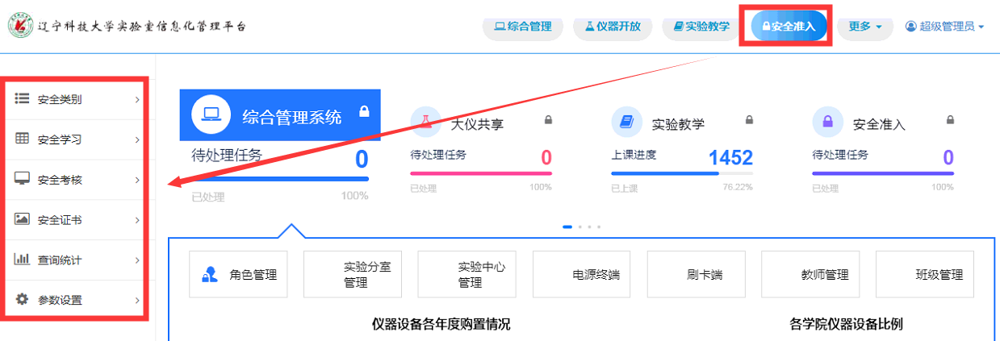 辽宁科技大学实验室信息化管理平台
综合管理
仪器开放
实验教学
安全准入
更多
超级管理员
安全类别
安全学习
安全考核
安全证书
查询统计
参数设置
综合管理系统
待处理任务
0
已处理
100%
大仪共享
待处理任务
0
已处理
100%
实验教学
上课进度
1452
已上课
76.22%
安全准入
待处理任务
0
已处理
100%
角色管理
实验分室
管理
实验中心
管理
电源终端
刷卡端
教师管理
班级管理
仪器设备各年度购置情况
各学院仪器设备比例